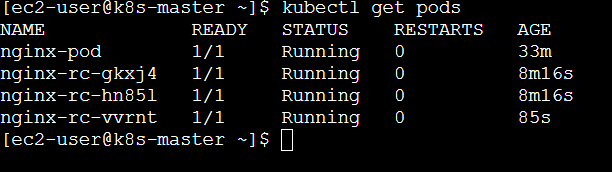 [ec2-user@k8s-master ~]$ kubectl get pods
NAME READY STATUS RESTARTS AGE
nginx-pod 1/1 Running 0 33m
nginx-rc-gkxj4 1/1 Running 0 8m16s
nginx-rc-hn85l 1/1 Running 0 8m16s
nginx-rc-vvrnt 1/1 Running 0 85s
[ec2-user@k8s-master ~]$